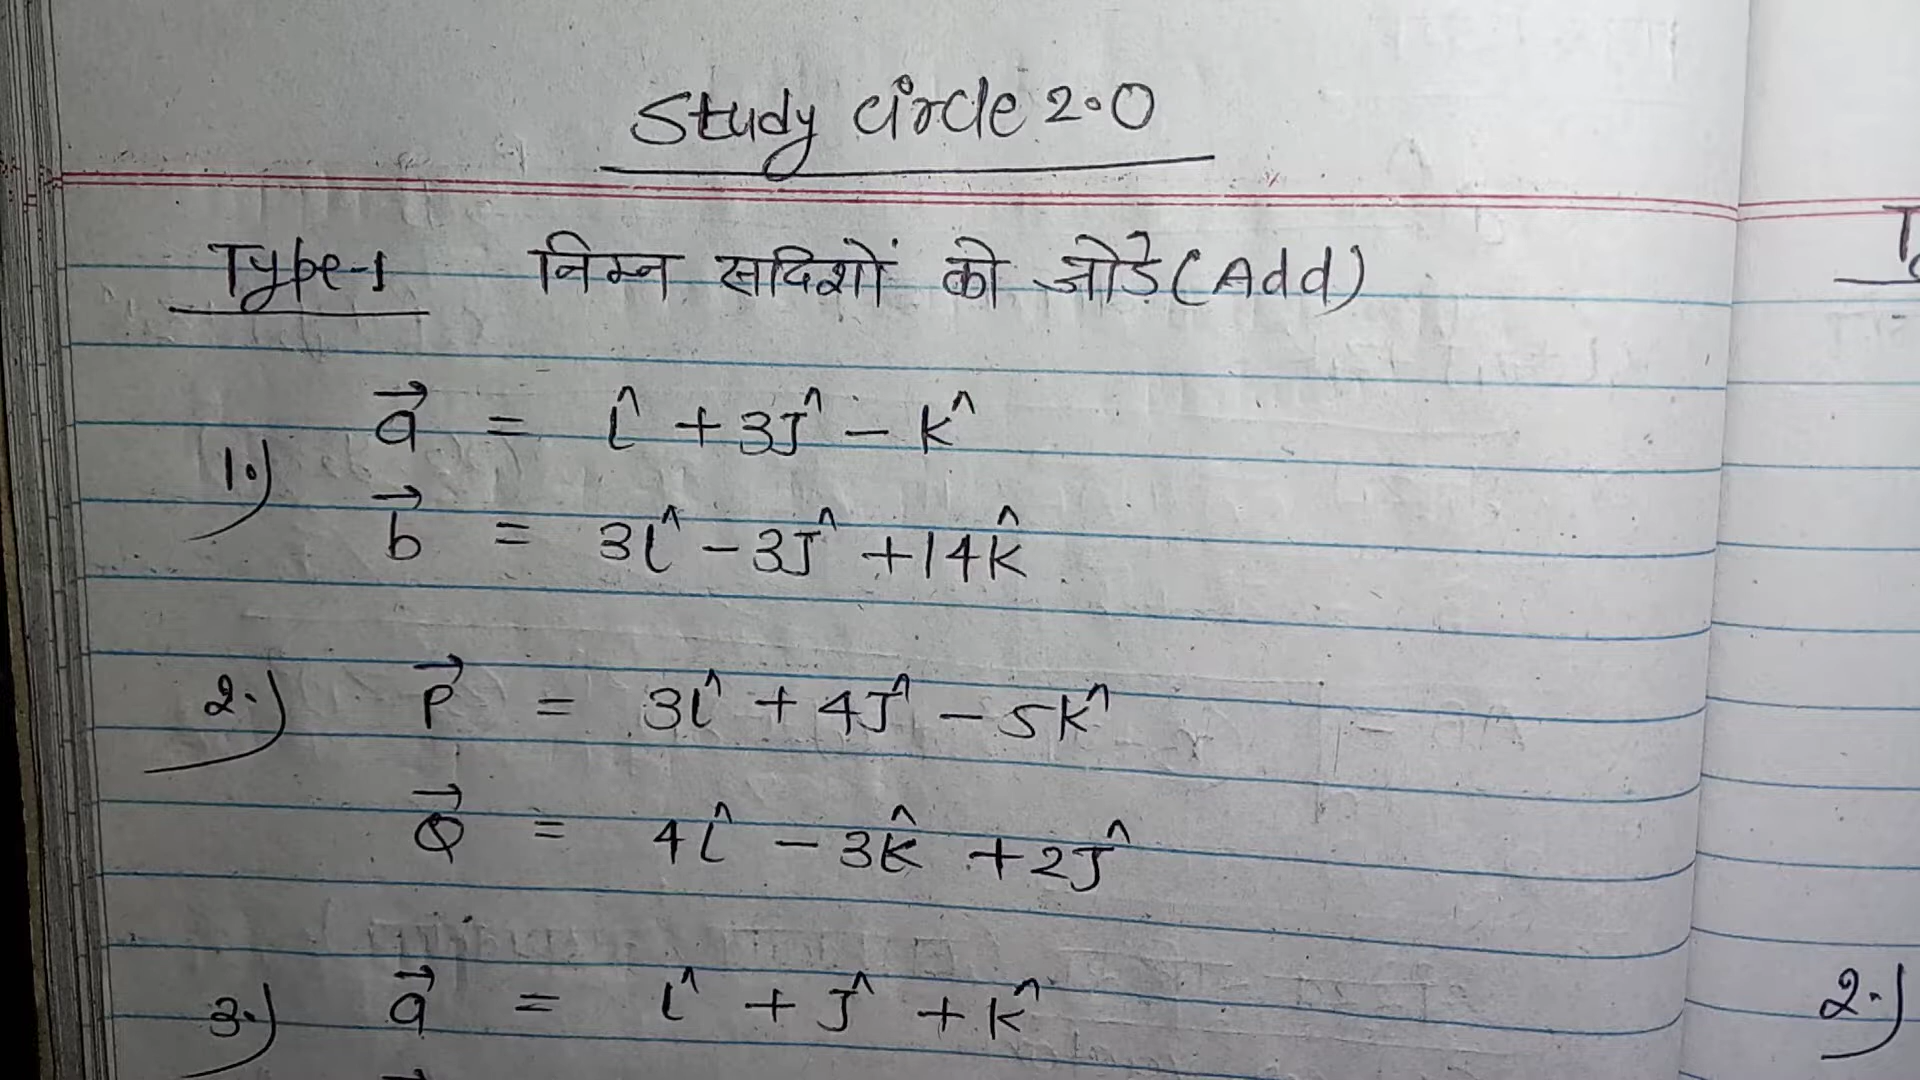 Study circle 2.0
Type-1 निम्न सदिशों को जोडे़ (Add)
1.) a⃗ = î + 3ĵ - k̂
b⃗ = 3î - 3ĵ + 14k̂
2.) P⃗ = 3î + 4ĵ - 5k̂
Q⃗ = 4î - 3k̂ + 2ĵ
3.) a⃗ = î + ĵ + k̂
2.)